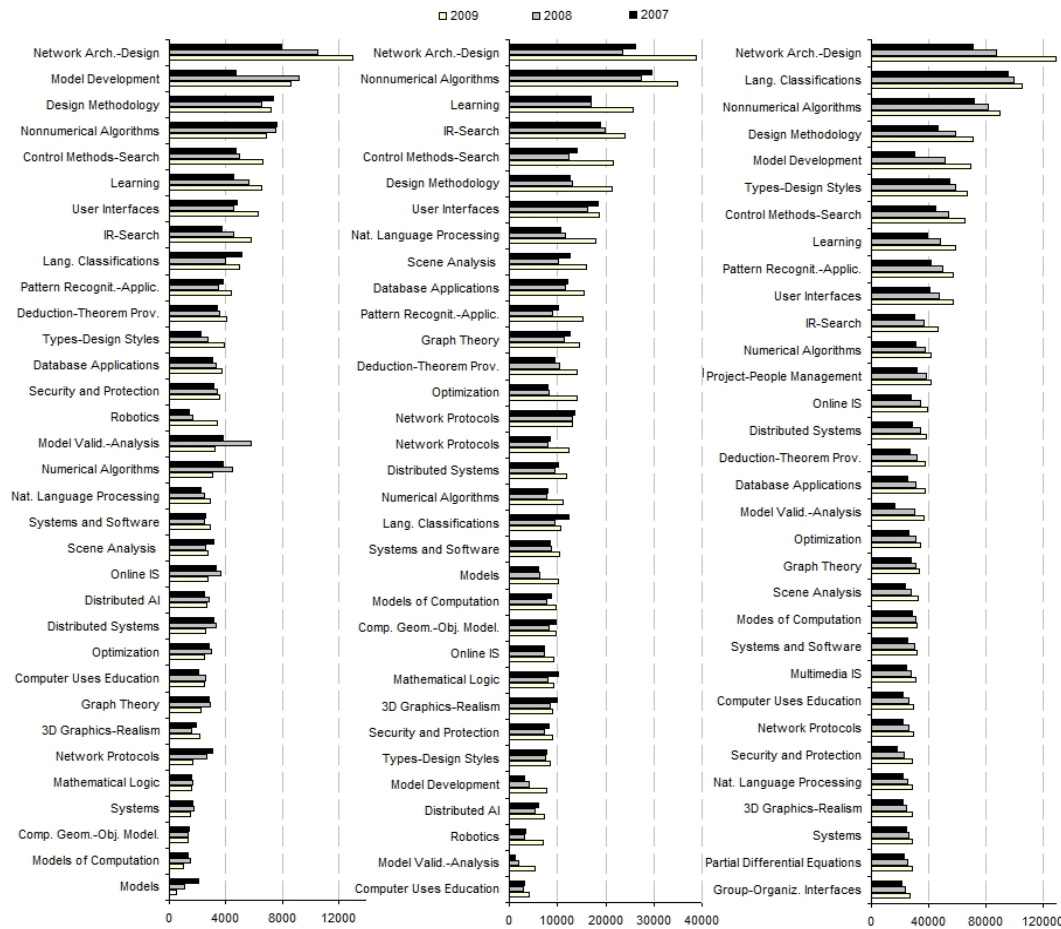 2009 2008 2007
Network Arch.-Design
Model Development
Design Methodology
Nonnumerical Algorithms
Control Methods-Search
Learning
User Interfaces
IR-Search
Lang. Classifications
Pattern Recognit.-Applic.
Deduction-Theorem Prov.
Types-Design Styles
Database Applications
Security and Protection
Robotics
Model Valid.-Analysis
Numerical Algorithms
Nat. Language Processing
Systems and Software
Scene Analysis
Online IS
Distributed AI
Distributed Systems
Optimization
Computer Uses Education
Graph Theory
3D Graphics-Realism
Network Protocols
Mathematical Logic
Systems
Comp. Geom.-Obj. Model.
Models of Computation
Models
0 4000 8000 12000
Network Arch.-Design
Nonnumerical Algorithms
Learning
IR-Search
Control Methods-Search
Design Methodology
User Interfaces
Nat. Language Processing
Scene Analysis
Database Applications
Pattern Recognit.-Applic.
Graph Theory
Deduction-Theorem Prov.
Optimization
Network Protocols
Network Protocols
Distributed Systems
Numerical Algorithms
Lang. Classifications
Systems and Software
Models
Models of Computation
Comp. Geom.-Obj. Model.
Online IS
Mathematical Logic
3D Graphics-Realism
Security and Protection
Types-Design Styles
Model Development
Distributed AI
Robotics
Model Valid.-Analysis
Computer Uses Education
0 10000 20000 30000 40000
Network Arch.-Design
Lang. Classifications
Nonnumerical Algorithms
Design Methodology
Model Development
Types-Design Styles
Control Methods-Search
Learning
Pattern Recognit.-Applic.
User Interfaces
IR-Search
Numerical Algorithms
Project-People Management
Online IS
Distributed Systems
Deduction-Theorem Prov.
Database Applications
Model Valid.-Analysis
Optimization
Graph Theory
Scene Analysis
Modes of Computation
Systems and Software
Multimedia IS
Computer Uses Education
Network Protocols
Security and Protection
Nat. Language Processing
3D Graphics-Realism
Systems
Partial Differential Equations
Group-Organiz. Interfaces
0 40000 80000 120000